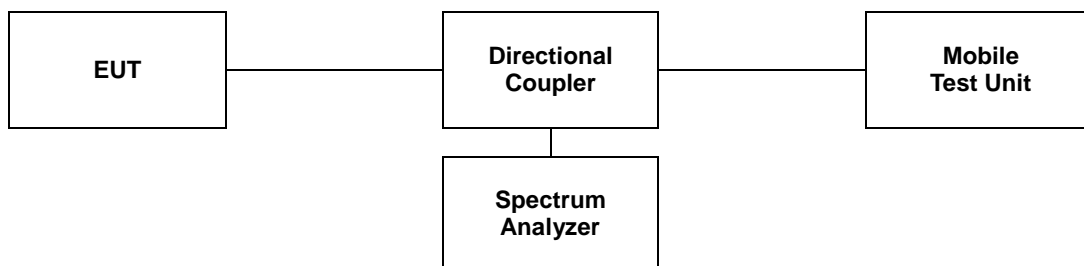 EUT
Directional
Coupler
Mobile
Test Unit
Spectrum
Analyzer